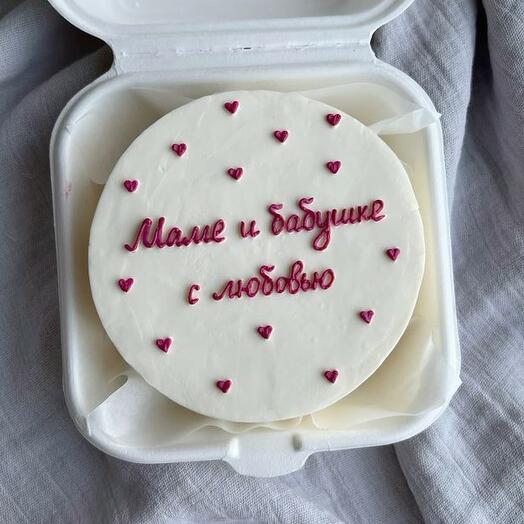 Маме и бабушке
с любовью